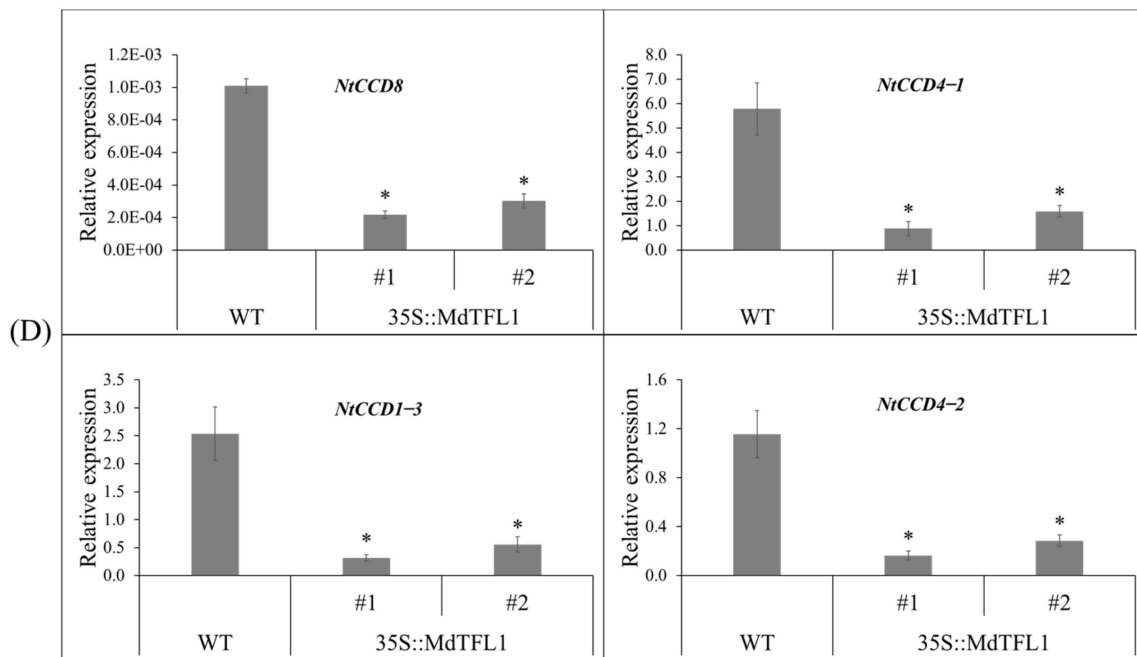 (D)
NtCCD8
Relative expression
1.2E-03
1.0E-03
8.0E-04
6.0E-04
4.0E-04
2.0E-04
0.0E+00
*
*
#1
#2
WT
35S::MdTFL1
NtCCD4−1
Relative expression
8.0
7.0
6.0
5.0
4.0
3.0
2.0
1.0
0.0
*
*
#1
#2
WT
35S::MdTFL1
NtCCD1−3
Relative expression
3.5
3.0
2.5
2.0
1.5
1.0
0.5
0.0
*
*
#1
#2
WT
35S::MdTFL1
NtCCD4−2
Relative expression
1.6
1.2
0.8
0.4
0.0
*
*
#1
#2
WT
35S::MdTFL1